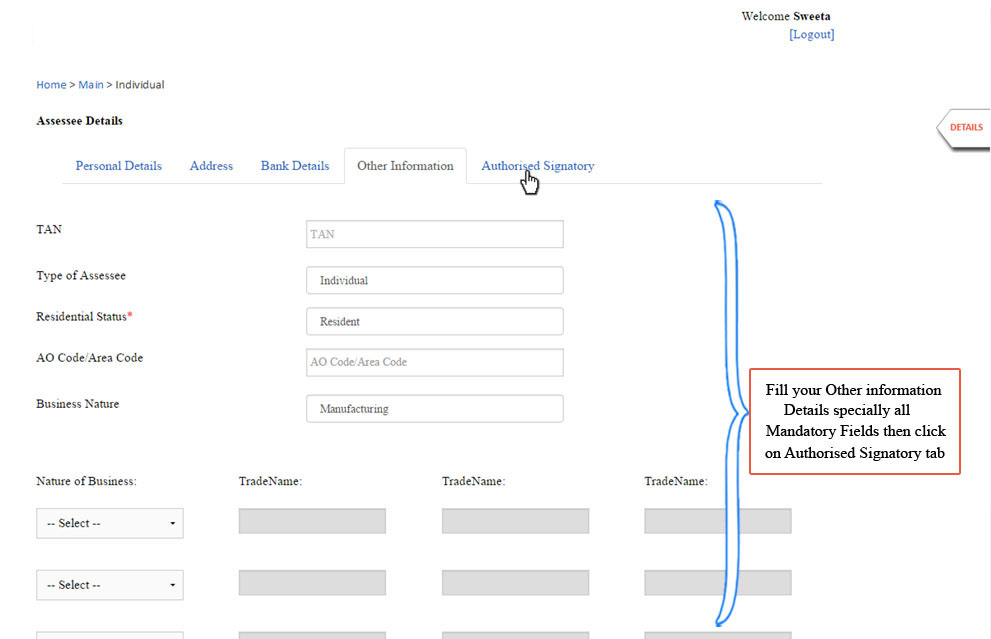 Welcome Sweeta
[Logout]
Home > Main > Individual
Assessee Details
DETAILS
Personal Details Address Bank Details Other Information Authorised Signatory
TAN TAN
Type of Assessee Individual
Residential Status* Resident
AO Code/Area Code AO Code/Area Code
Business Nature Manufacturing
Fill your Other information
Details specially all
Mandatory Fields then click
on Authorised Signatory tab
Nature of Business: TradeName: TradeName: TradeName:
-- Select --
-- Select --